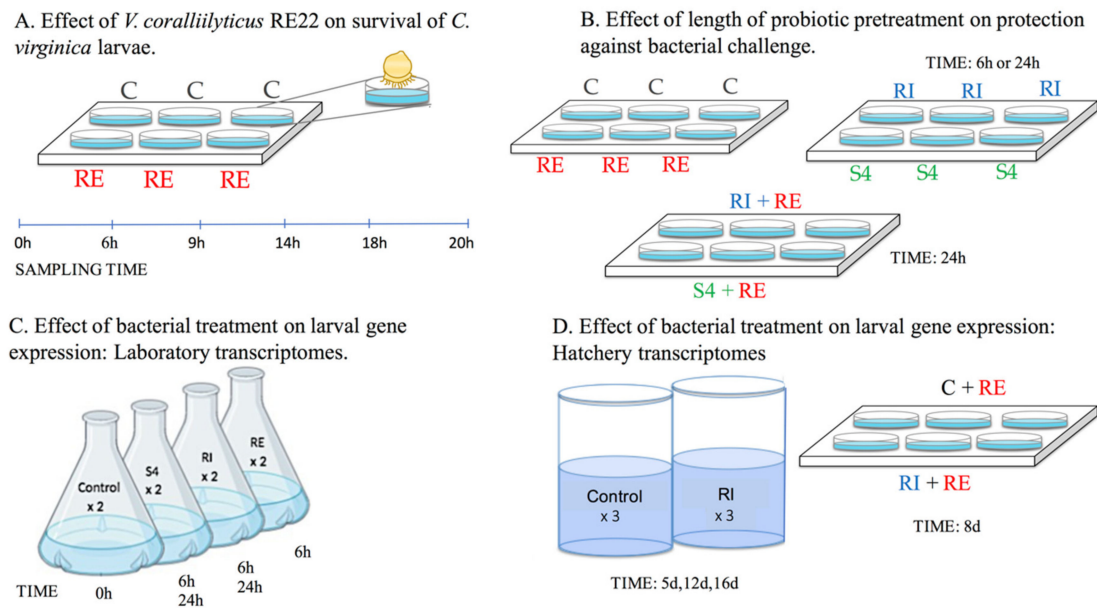 A. Effect of V. coralliilyticus RE22 on survival of C.
virginica larvae.
C C C
RE RE RE
0h 6h 9h 14h 18h 20h
SAMPLING TIME
B. Effect of length of probiotic pretreatment on protection
against bacterial challenge.
TIME: 6h or 24h
C C C
RI RI RI
RE RE RE
S4 S4 S4
RI + RE
TIME: 24h
S4 + RE
C. Effect of bacterial treatment on larval gene
expression: Laboratory transcriptomes.
Control
x 2
S4
x 2
RI
x 2
RE
x 2
TIME
0h
6h
24h
6h
24h
6h
D. Effect of bacterial treatment on larval gene expression:
Hatchery transcriptomes
Control
x 3
RI
x 3
TIME: 5d,12d,16d
C + RE
RI + RE
TIME: 8d